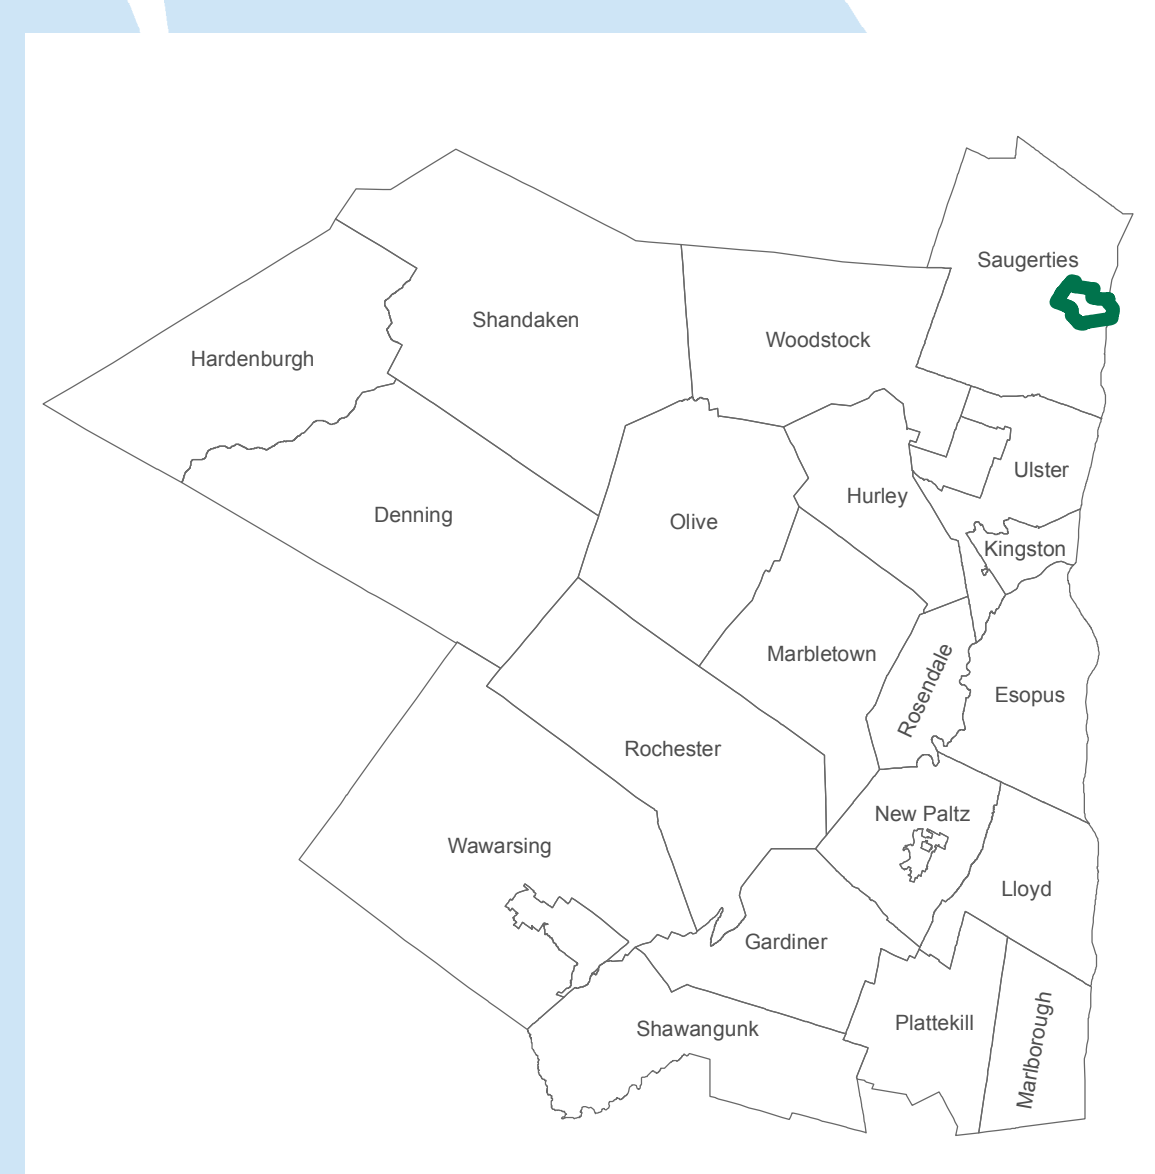 Saugerties
Shandaken
Woodstock
Hardenburgh
Ulster
Hurley
Denning
Olive
Kingston
Marbletown
Rosendale
Esopus
Rochester
New Paltz
Wawarsing
Lloyd
Gardiner
Plattekill
Shawangunk
Marlborough